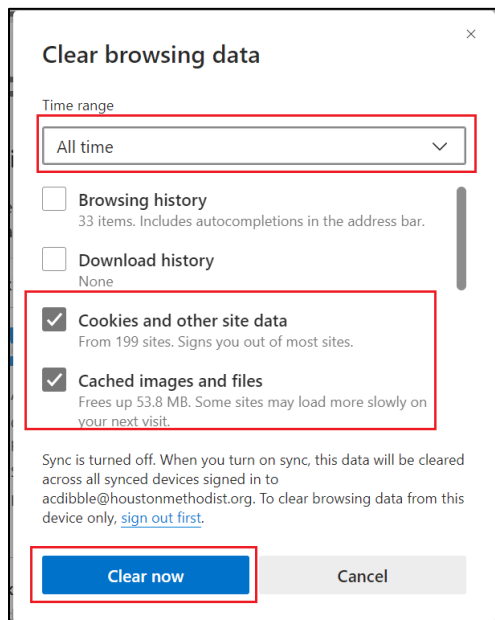 Clear browsing data
Time range
All time
Browsing history
33 items. Includes autocompletions in the address bar.
Download history
None
Cookies and other site data
From 199 sites. Signs you out of most sites.
Cached images and files
Frees up 53.8 MB. Some sites may load more slowly on
your next visit.
Sync is turned off. When you turn on sync, this data will be cleared
across all synced devices signed in to
acdibble@houstonmethodist.org. To clear browsing data from this
device only, sign out first.
Clear now
Cancel